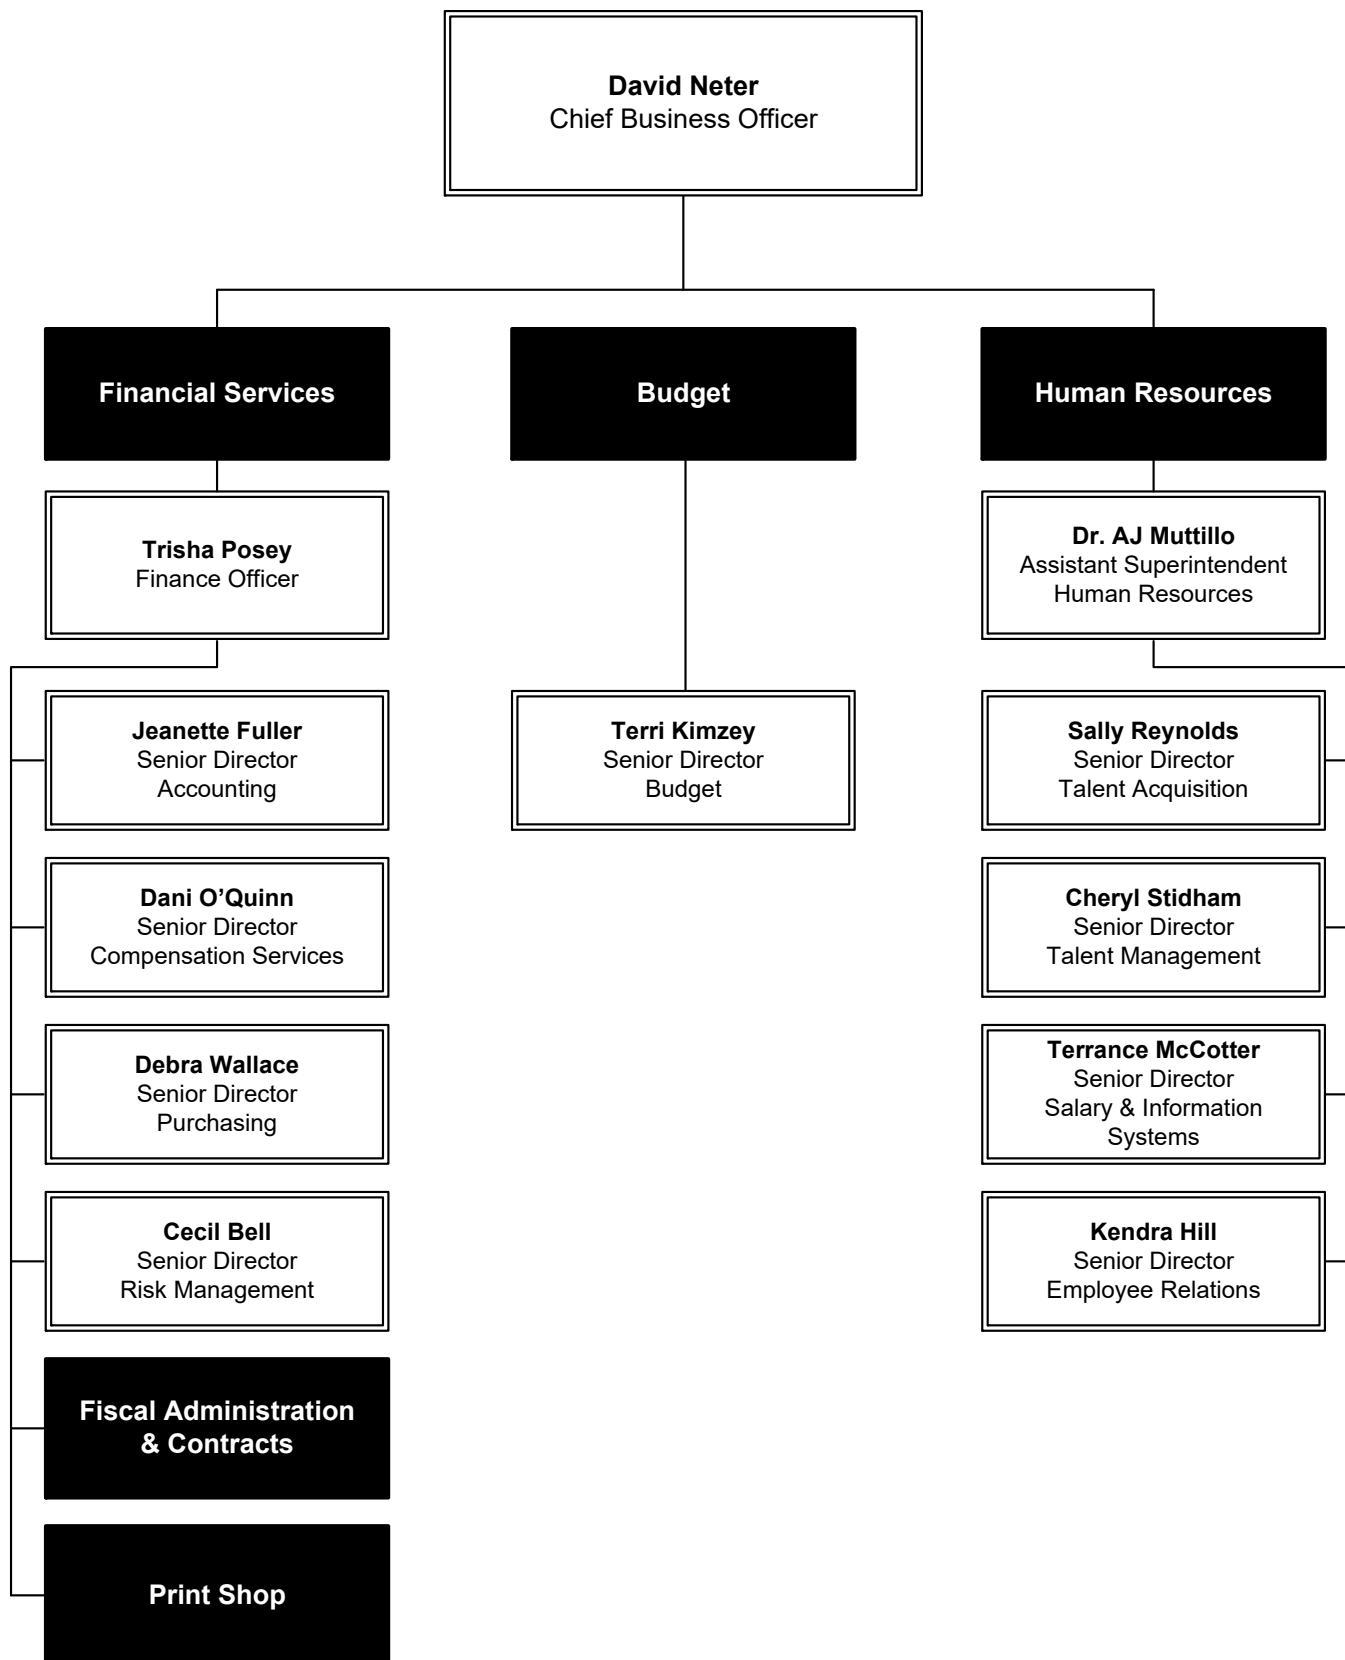 David Neter
Chief Business Officer
Financial Services
Budget
Human Resources
Trisha Posey
Finance Officer
Dr. AJ Muttillo
Assistant Superintendent
Human Resources
Jeanette Fuller
Senior Director
Accounting
Terri Kimzey
Senior Director
Budget
Sally Reynolds
Senior Director
Talent Acquisition
Dani O’Quinn
Senior Director
Compensation Services
Cheryl Stidham
Senior Director
Talent Management
Debra Wallace
Senior Director
Purchasing
Terrance McCotter
Senior Director
Salary & Information
Systems
Cecil Bell
Senior Director
Risk Management
Kendra Hill
Senior Director
Employee Relations
Fiscal Administration
& Contracts
Print Shop